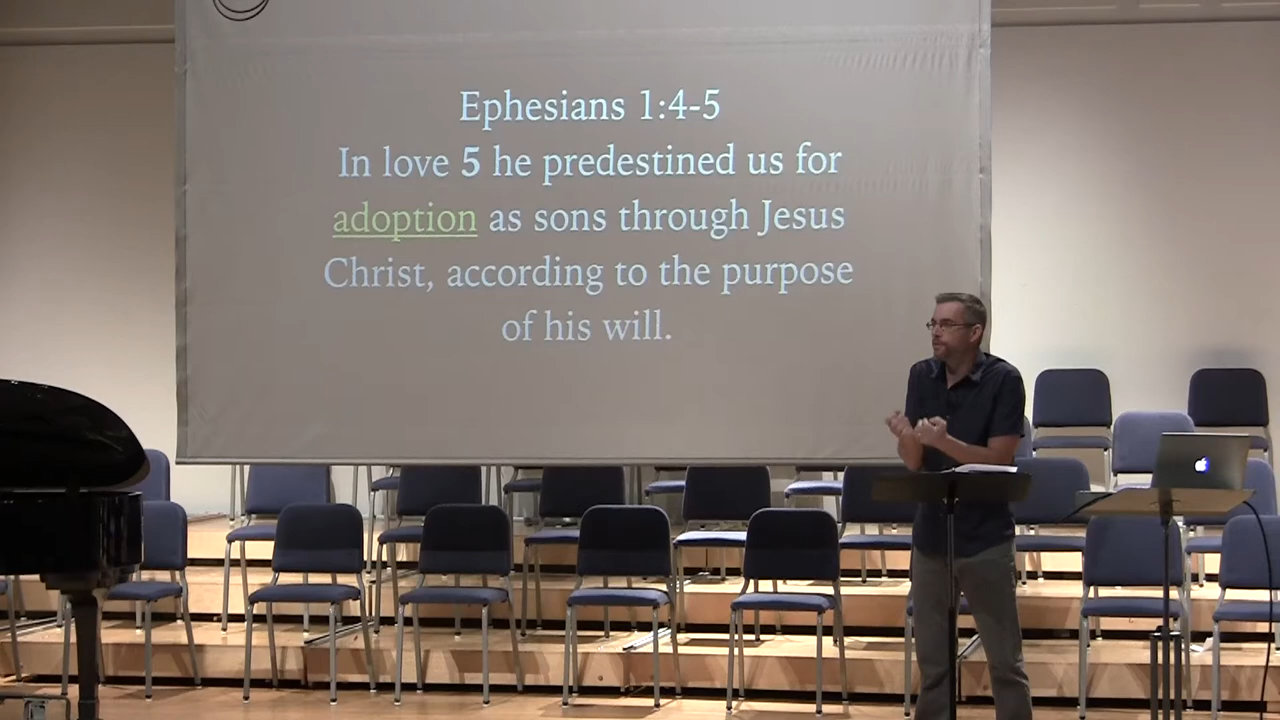 Ephesians 1:4-5
In love 5 he predestined us for
adoption as sons through Jesus
Christ, according to the purpose
of his will.